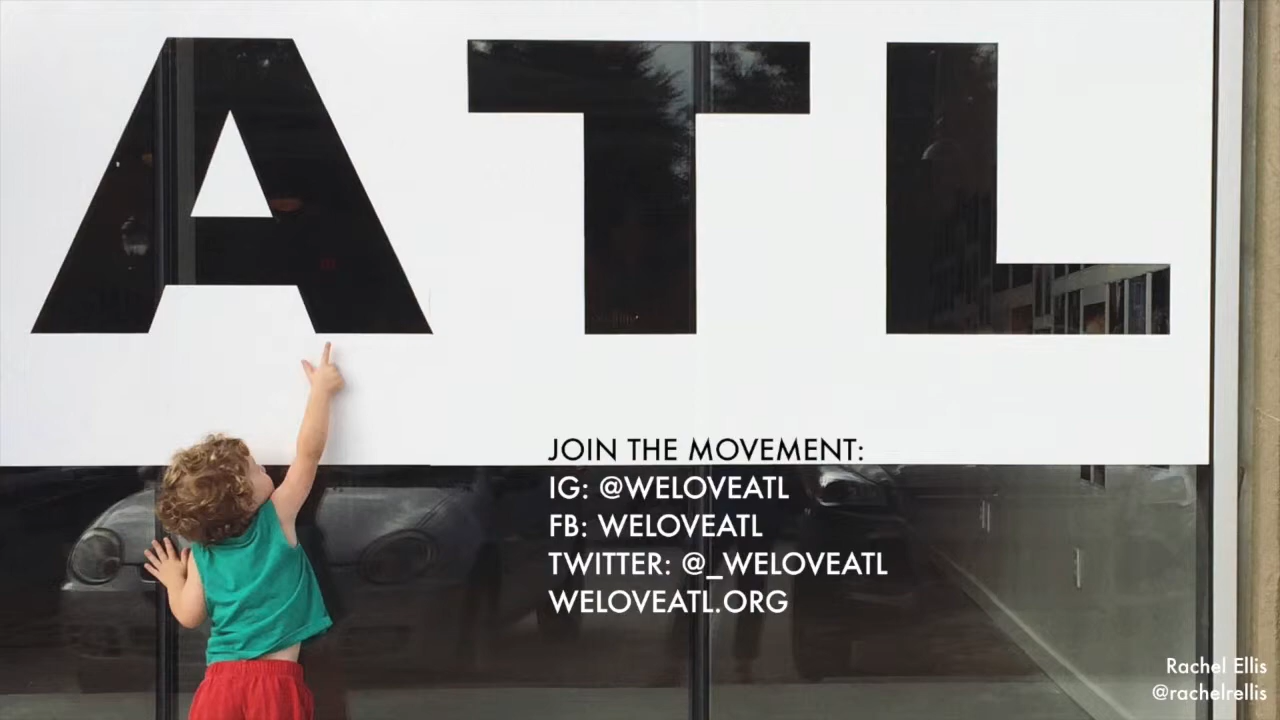 ATL
JOIN THE MOVEMENT:
IG: @WELOVEATL
FB: WELOVEATL
TWITTER: @_WELOVEATL
WELOVEATL.ORG
Rachel Ellis
@rachelrellis